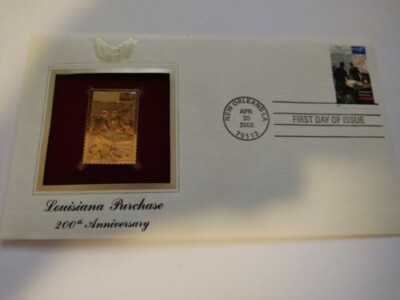 NEW ORLEANS, LA
APR
30
2003
70113
FIRST DAY OF ISSUE
Louisiana Purchase
200th Anniversary